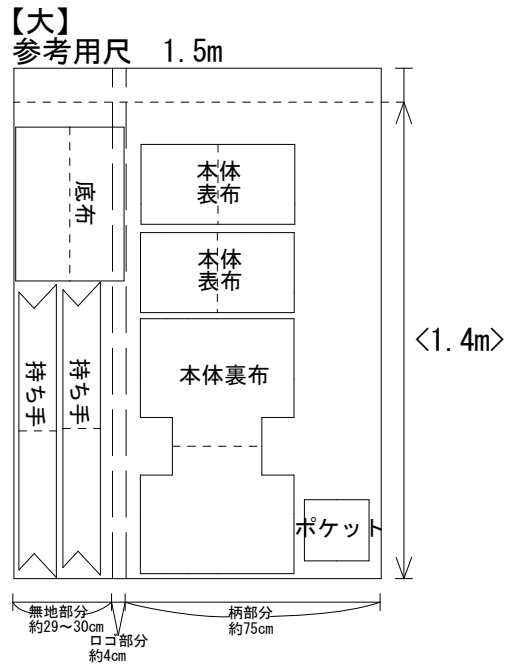 【大】
参考用尺 1.5m
本体
表布
底布
本体
表布
<1.4m>
本体裏布
持ち手
持ち手
ポケット
無地部分
約29～30cm
ロゴ部分
約4cm
柄部分
約75cm